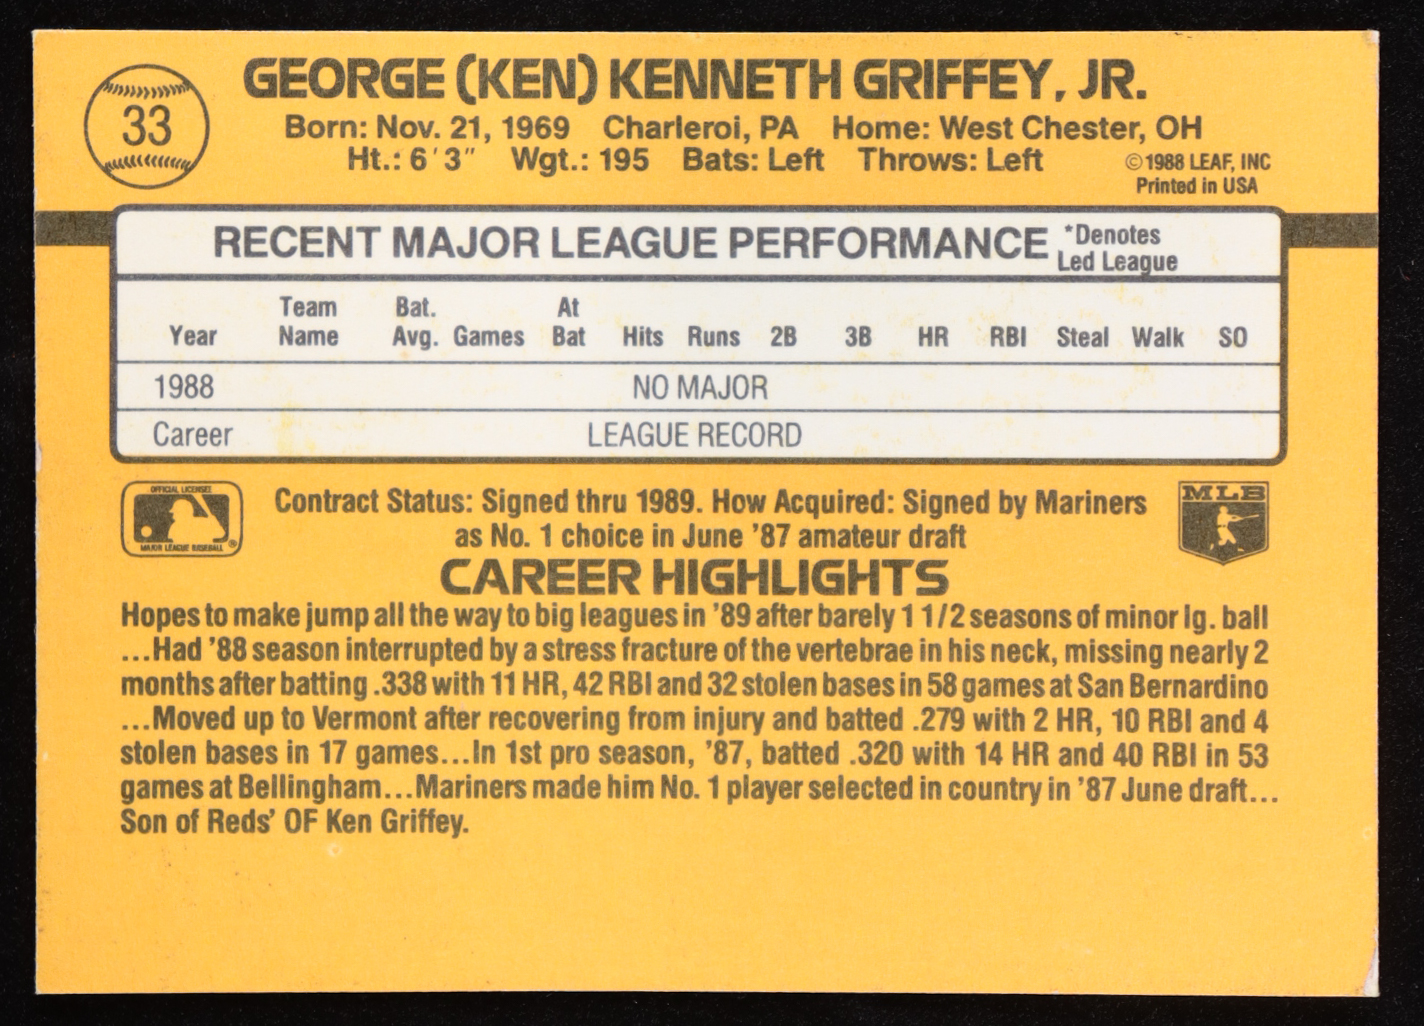 33
GEORGE (KEN) KENNETH GRIFFEY, JR.
Born: Nov. 21, 1969 Charleroi, PA Home: West Chester, OH
Ht.: 6'3" Wgt.: 195 Bats: Left Throws: Left
©1988 LEAF, INC
Printed in USA
RECENT MAJOR LEAGUE PERFORMANCE *Denotes
Led League
Year Team Name Bat. Avg. Games At Bat Hits Runs 2B 3B HR RBI Steal Walk SO
1988 NO MAJOR
Career LEAGUE RECORD
OFFICIAL LICENSEE
MAJOR LEAGUE BASEBALL ®
MLB
Contract Status: Signed thru 1989. How Acquired: Signed by Mariners
as No. 1 choice in June '87 amateur draft
CAREER HIGHLIGHTS
Hopes to make jump all the way to big leagues in '89 after barely 1 1/2 seasons of minor lg. ball
...Had '88 season interrupted by a stress fracture of the vertebrae in his neck, missing nearly 2
months after batting .338 with 11 HR, 42 RBI and 32 stolen bases in 58 games at San Bernardino
...Moved up to Vermont after recovering from injury and batted .279 with 2 HR, 10 RBI and 4
stolen bases in 17 games...In 1st pro season, '87, batted .320 with 14 HR and 40 RBI in 53
games at Bellingham...Mariners made him No. 1 player selected in country in '87 June draft...
Son of Reds' OF Ken Griffey.